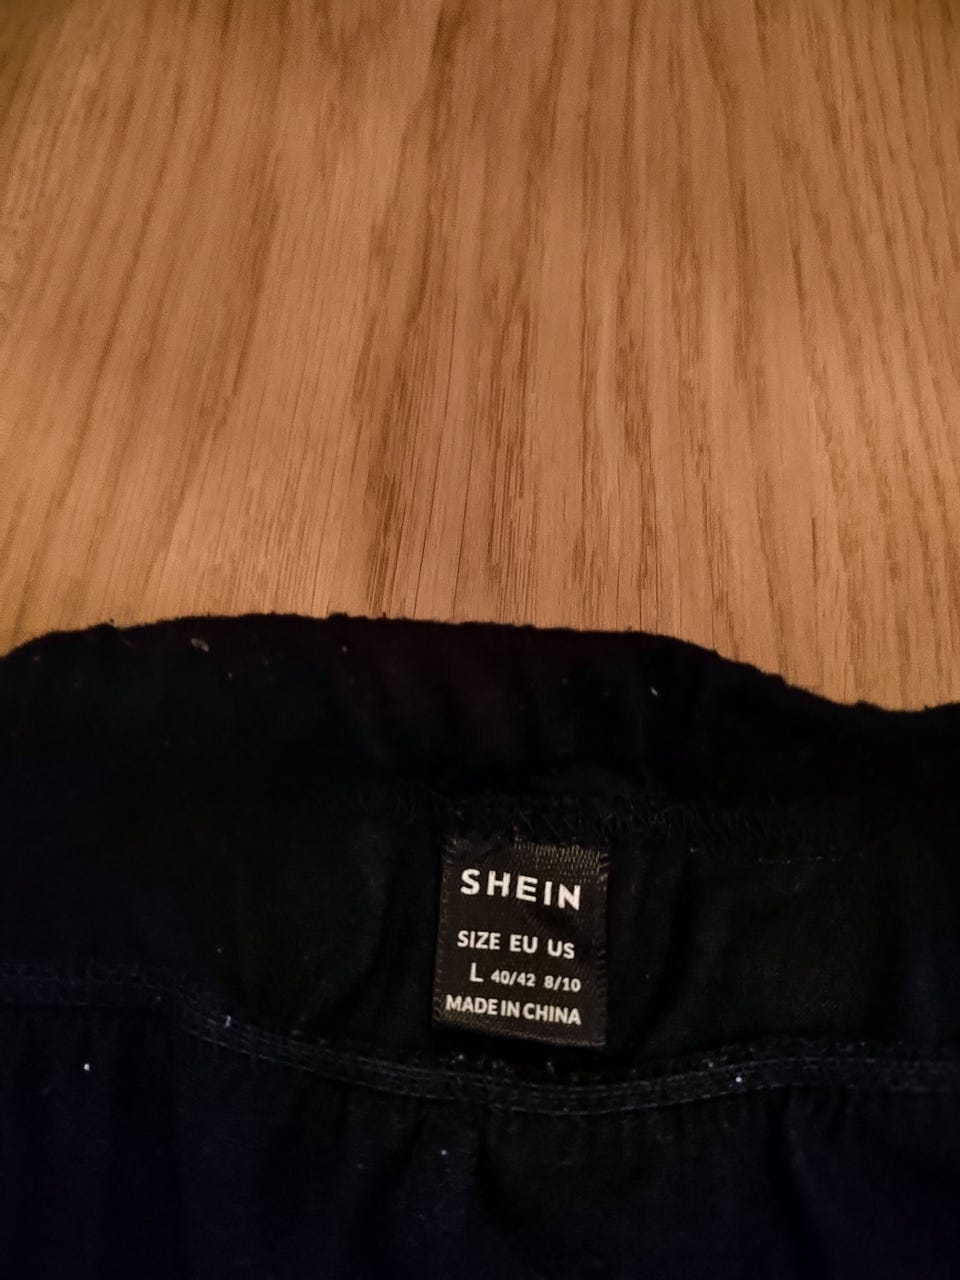 SHEIN
SIZE EU US
L 40/42 8/10
MADE IN CHINA